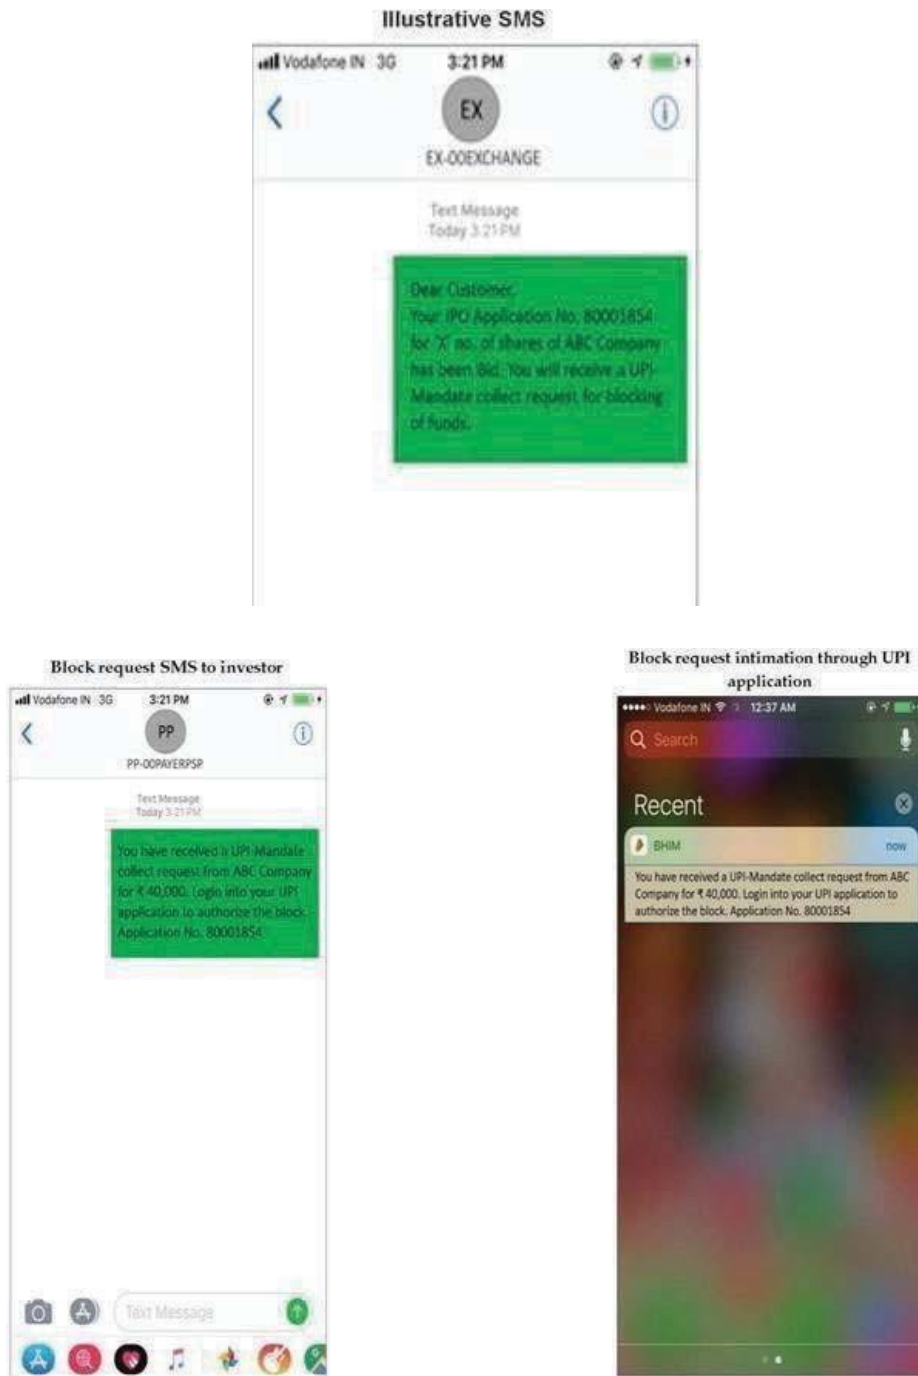 Illustrative SMS
Vodafone IN 3G 3:21 PM
EX
EX-OOEXCHANGE
Text Message
Today 3:21 PM
Dear Customer,
Your IPO Application No. 80001854
for 'X' no. of shares of ABC Company
has been Bid. You will receive a UPI-
Mandate collect request for blocking
of funds.
Block request SMS to investor
Vodafone IN 3G 3:21 PM
PP
PP-OOPAYERPSP
Text Message
Today 3:21 PM
You have received a UPI-Mandate
collect request from ABC Company
for ₹ 40,000. Login into your UPI
application to authorize the block.
Application No. 80001854
Text Message
Block request intimation through UPI
application
Vodafone IN 12:37 AM
Search
Recent
BHIM now
You have received a UPI-Mandate collect request from ABC
Company for ₹ 40,000. Login into your UPI application to
authorize the block. Application No. 80001854